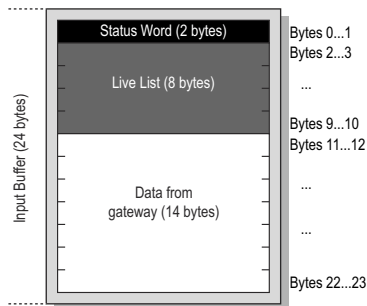 Status Word (2 bytes)
Bytes 0...1
Bytes 2...3
Live List (8 bytes)
...
Bytes 9...10
Bytes 11...12
Input Buffer (24 bytes)
Data from
gateway (14 bytes)
...
...
Bytes 22...23